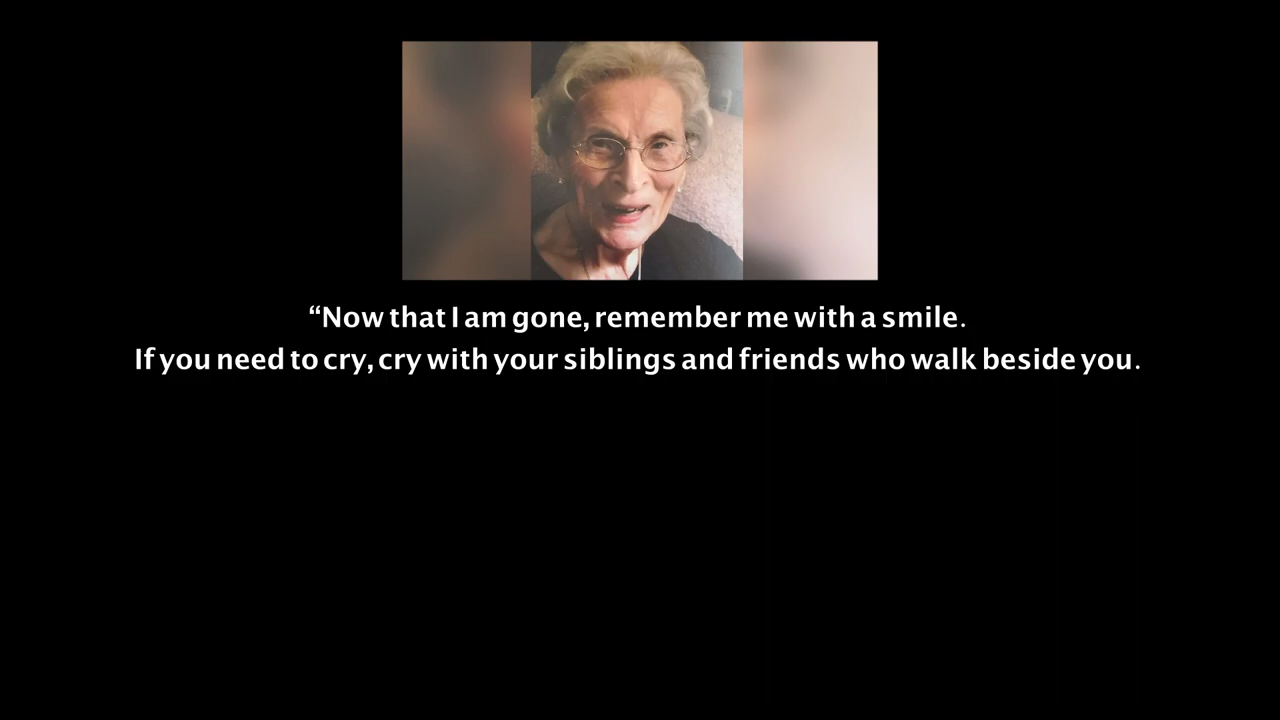 “Now that I am gone, remember me with a smile.
If you need to cry, cry with your siblings and friends who walk beside you.